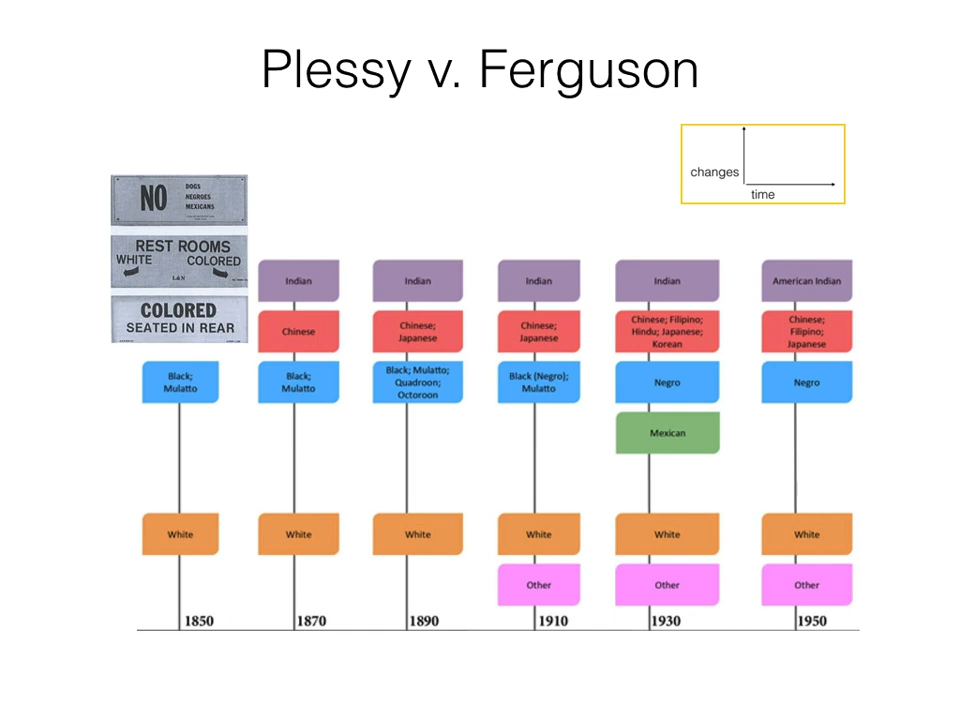 Plessy v. Ferguson
changes
time
NO
DOGS
NEGROES
MEXICANS
REST ROOMS
WHITE COLORED
L&N
COLORED
SEATED IN REAR
Indian
Indian
Indian
Indian
American Indian
Chinese
Chinese;
Japanese
Chinese;
Japanese
Chinese; Filipino;
Hindu; Japanese;
Korean
Chinese;
Filipino;
Japanese
Black;
Mulatto
Black;
Mulatto
Black; Mulatto;
Quadroon;
Octoroon
Black (Negro);
Mulatto
Negro
Negro
Mexican
White
White
White
White
White
White
Other
Other
Other
1850
1870
1890
1910
1930
1950